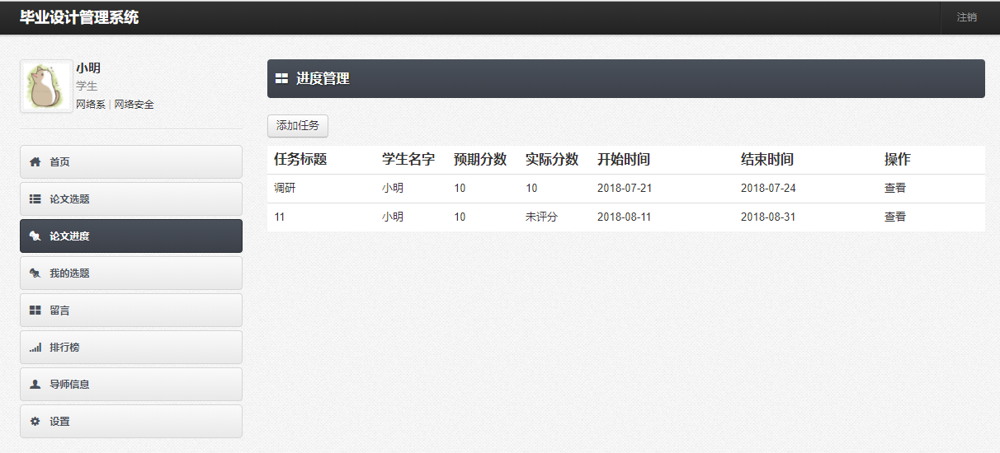 毕业设计管理系统 注销
小明
学生
网络系 | 网络安全
首页
论文选题
论文进度
我的选题
留言
排行榜
导师信息
设置
进度管理
添加任务
任务标题 学生名字 预期分数 实际分数 开始时间 结束时间 操作
调研 小明 10 10 2018-07-21 2018-07-24 查看
11 小明 10 未评分 2018-08-11 2018-08-31 查看